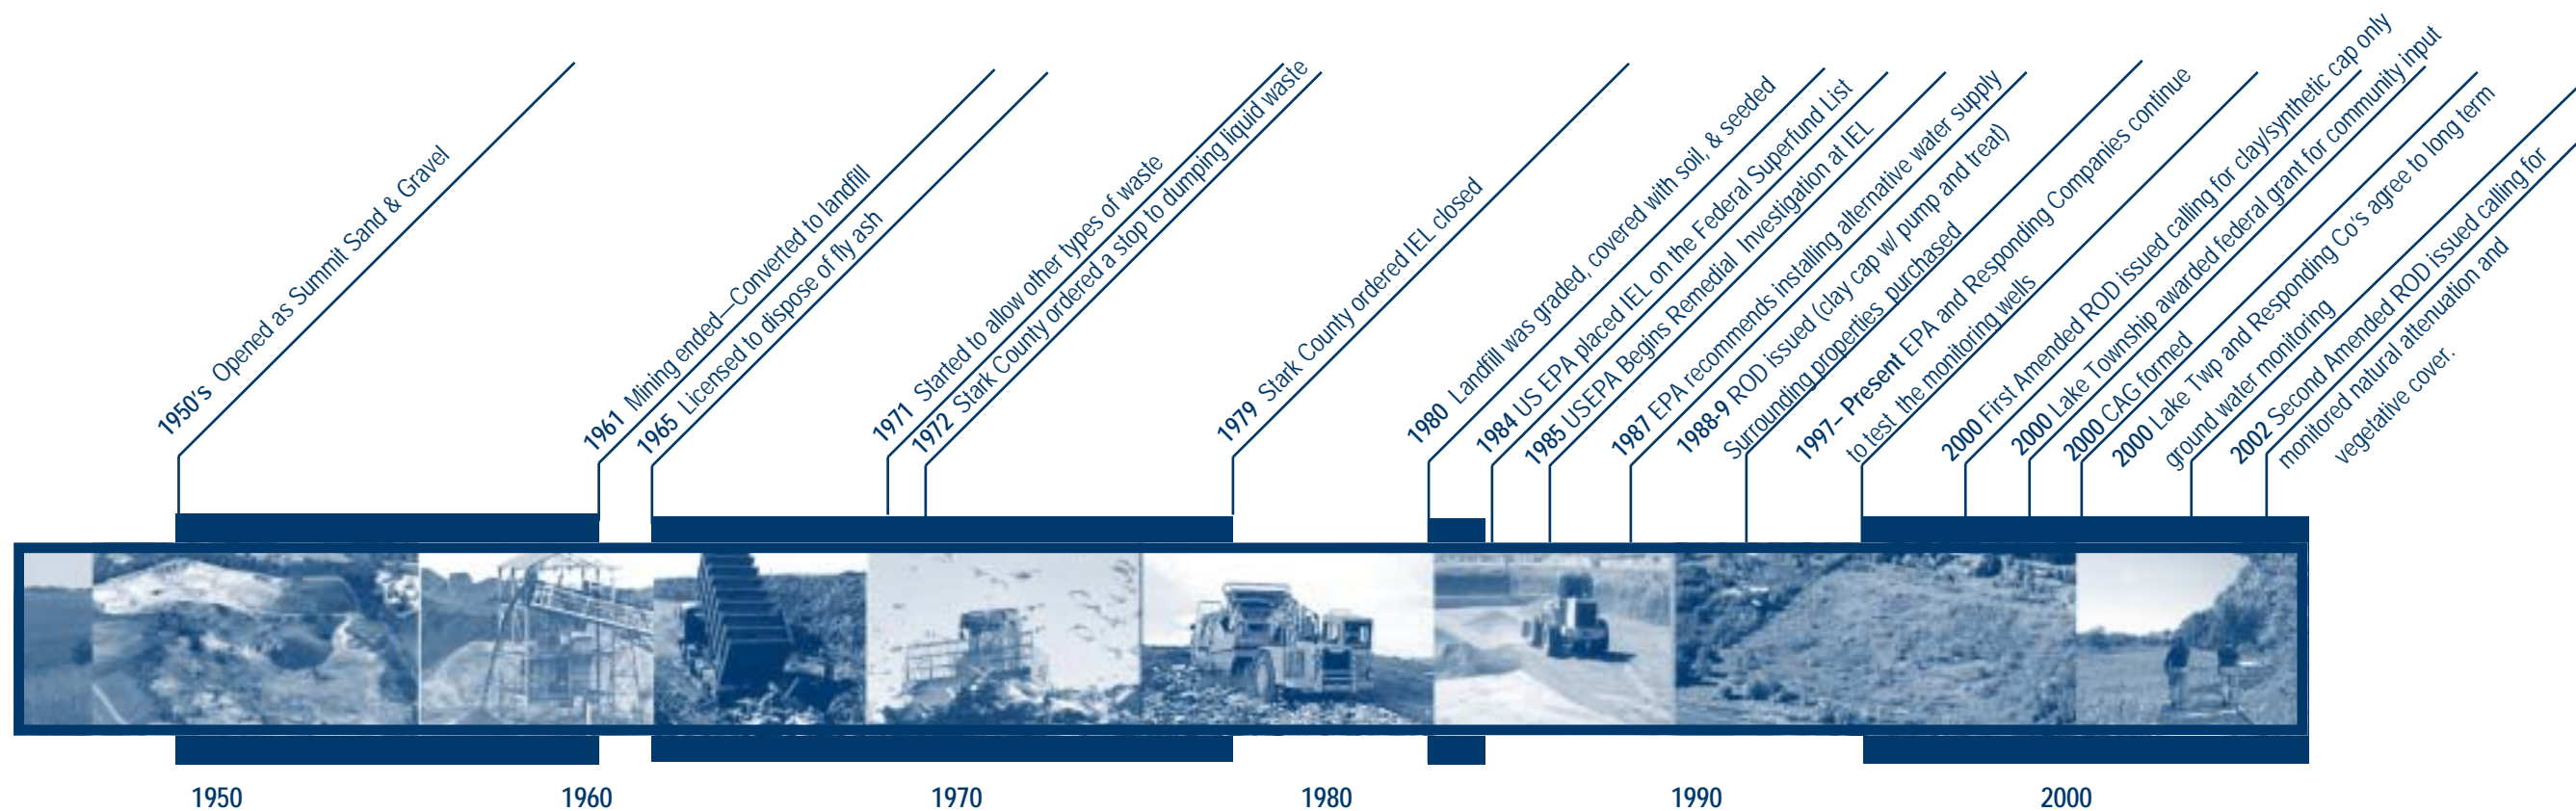 1950's Opened as Summit Sand & Gravel
1961 Mining ended—Converted to landfill
1965 Licensed to dispose of fly ash
1971 Started to allow other types of waste
1972 Stark County ordered a stop to dumping liquid waste
1979 Stark County ordered IEL closed
1980 Landfill was graded, covered with soil, & seeded
1984 US EPA placed IEL on the Federal Superfund List
1985 USEPA Begins Remedial Investigation at IEL
1987 EPA recommends installing alternative water supply
1988-9 ROD issued (clay cap w/ pump and treat)
Surrounding properties purchased
1997– Present EPA and Responding Companies continue
to test the monitoring wells
2000 First Amended ROD issued calling for clay/synthetic cap only
2000 Lake Township awarded federal grant for community input
2000 CAG formed
2000 Lake Twp and Responding Co's agree to long term
ground water monitoring
2002 Second Amended ROD issued calling for
monitored natural attenuation and
vegetative cover.
1950
1960
1970
1980
1990
2000